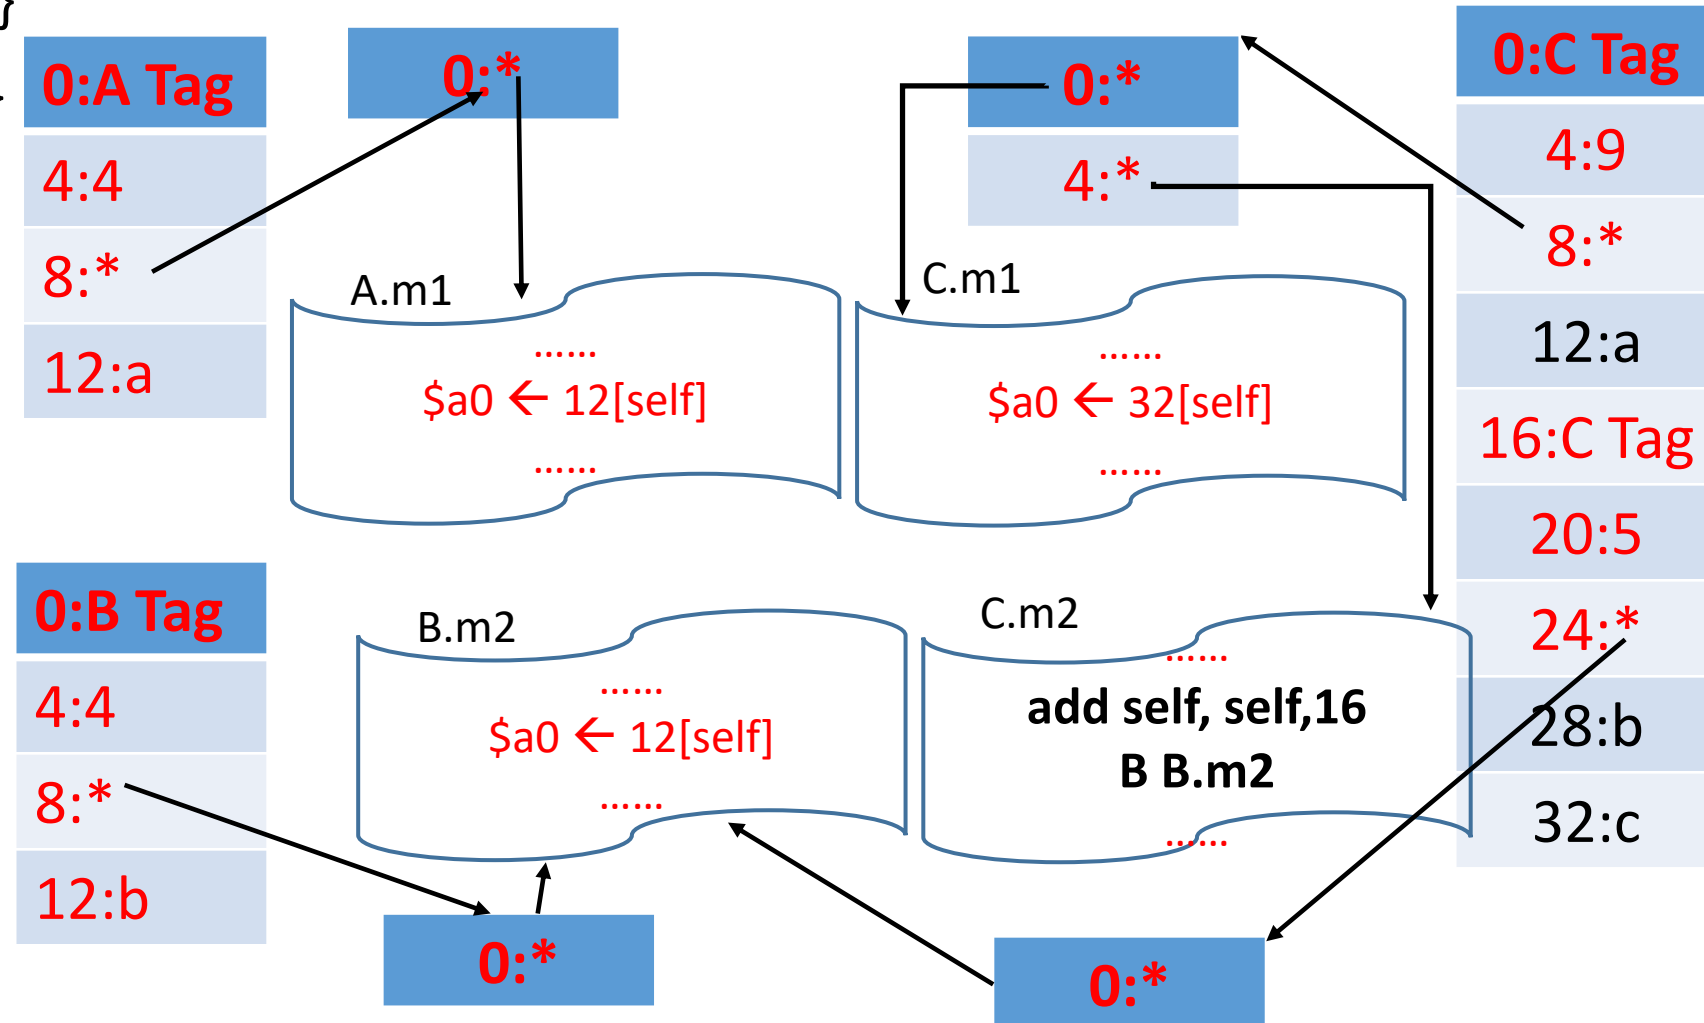 }
0:A Tag
4:4
8:*
12:a
0:*
0:*
4:*
0:C Tag
4:9
8:*
12:a
16:C Tag
20:5
24:*
28:b
32:c
A.m1
……
$a0 ← 12[self]
……
C.m1
……
$a0 ← 32[self]
……
0:B Tag
4:4
8:*
12:b
B.m2
……
$a0 ← 12[self]
……
C.m2
……
add self, self,16
B B.m2
……
0:*
0:*